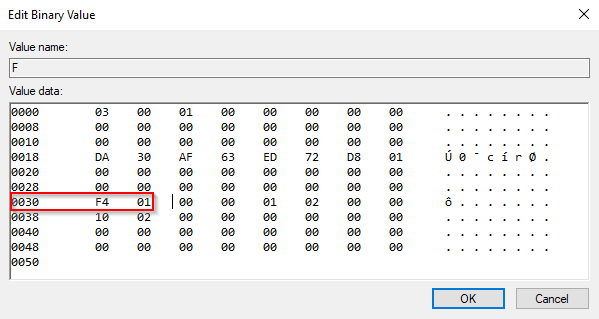 Edit Binary Value
Value name:
F
Value data:
0000 03 00 01 00 00 00 00 00 . . . . . . . .
0008 00 00 00 00 00 00 00 00 . . . . . . . .
0010 00 00 00 00 00 00 00 00 . . . . . . . .
0018 DA 30 AF 63 ED 72 D8 01 Ú 0 ¯ c í r Ø .
0020 00 00 00 00 00 00 00 00 . . . . . . . .
0028 00 00 00 00 00 00 00 00 . . . . . . . .
0030 F4 01 00 00 01 02 00 00 ô . . . . . . .
0038 10 02 00 00 00 00 00 00 . . . . . . . .
0040 00 00 00 00 00 00 00 00 . . . . . . . .
0048 00 00 00 00 00 00 00 00 . . . . . . . .
0050
OK Cancel